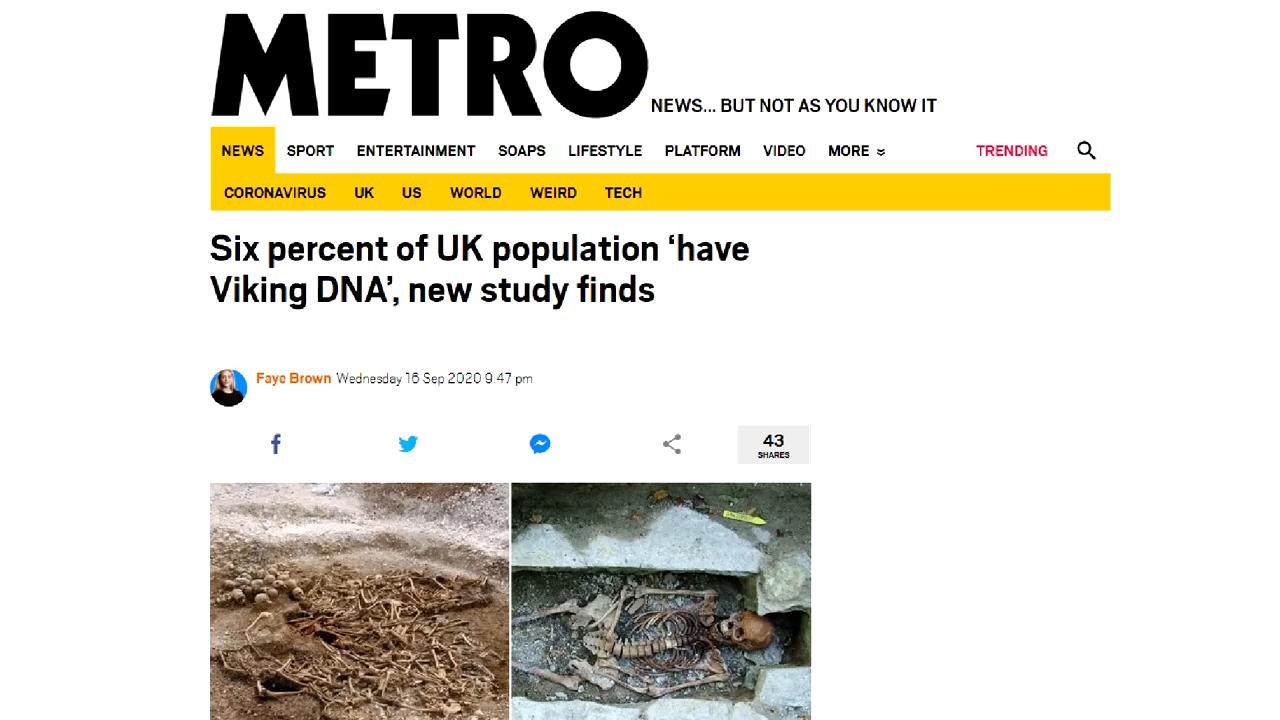 METRO
NEWS... BUT NOT AS YOU KNOW IT
NEWS SPORT ENTERTAINMENT SOAPS LIFESTYLE PLATFORM VIDEO MORE TRENDING
CORONAVIRUS UK US WORLD WEIRD TECH
Six percent of UK population ‘have
Viking DNA’, new study finds
Faye Brown Wednesday 16 Sep 2020 9:47 pm
43
SHARES